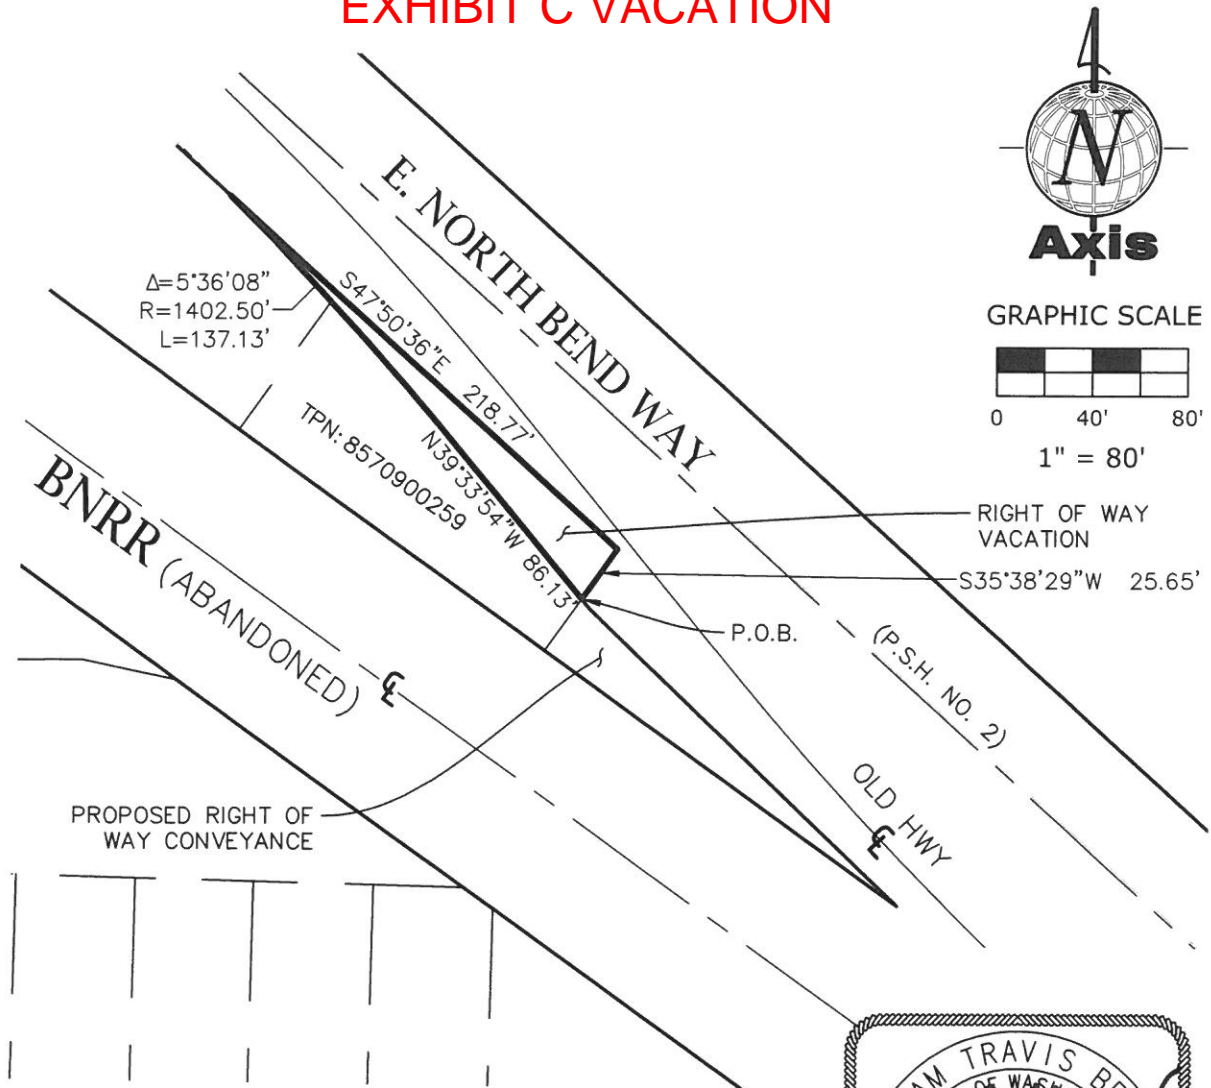 EXHIBIT C VACATION
N
Axis
E. NORTH BEND WAY
Δ=5°36'08"
R=1402.50'
L=137.13'
S47°50'36"E 218.77'
GRAPHIC SCALE
0 40' 80'
1" = 80'
TPN: 8570900259
N39°33'54"W 86.13'
BNRR (ABANDONED)
RIGHT OF WAY
VACATION
S35°38'29"W 25.65'
P.O.B.
(P.S.H. NO. 2)
℄
OLD HWY
℄
PROPOSED RIGHT OF
WAY CONVEYANCE
TRAVIS
OF